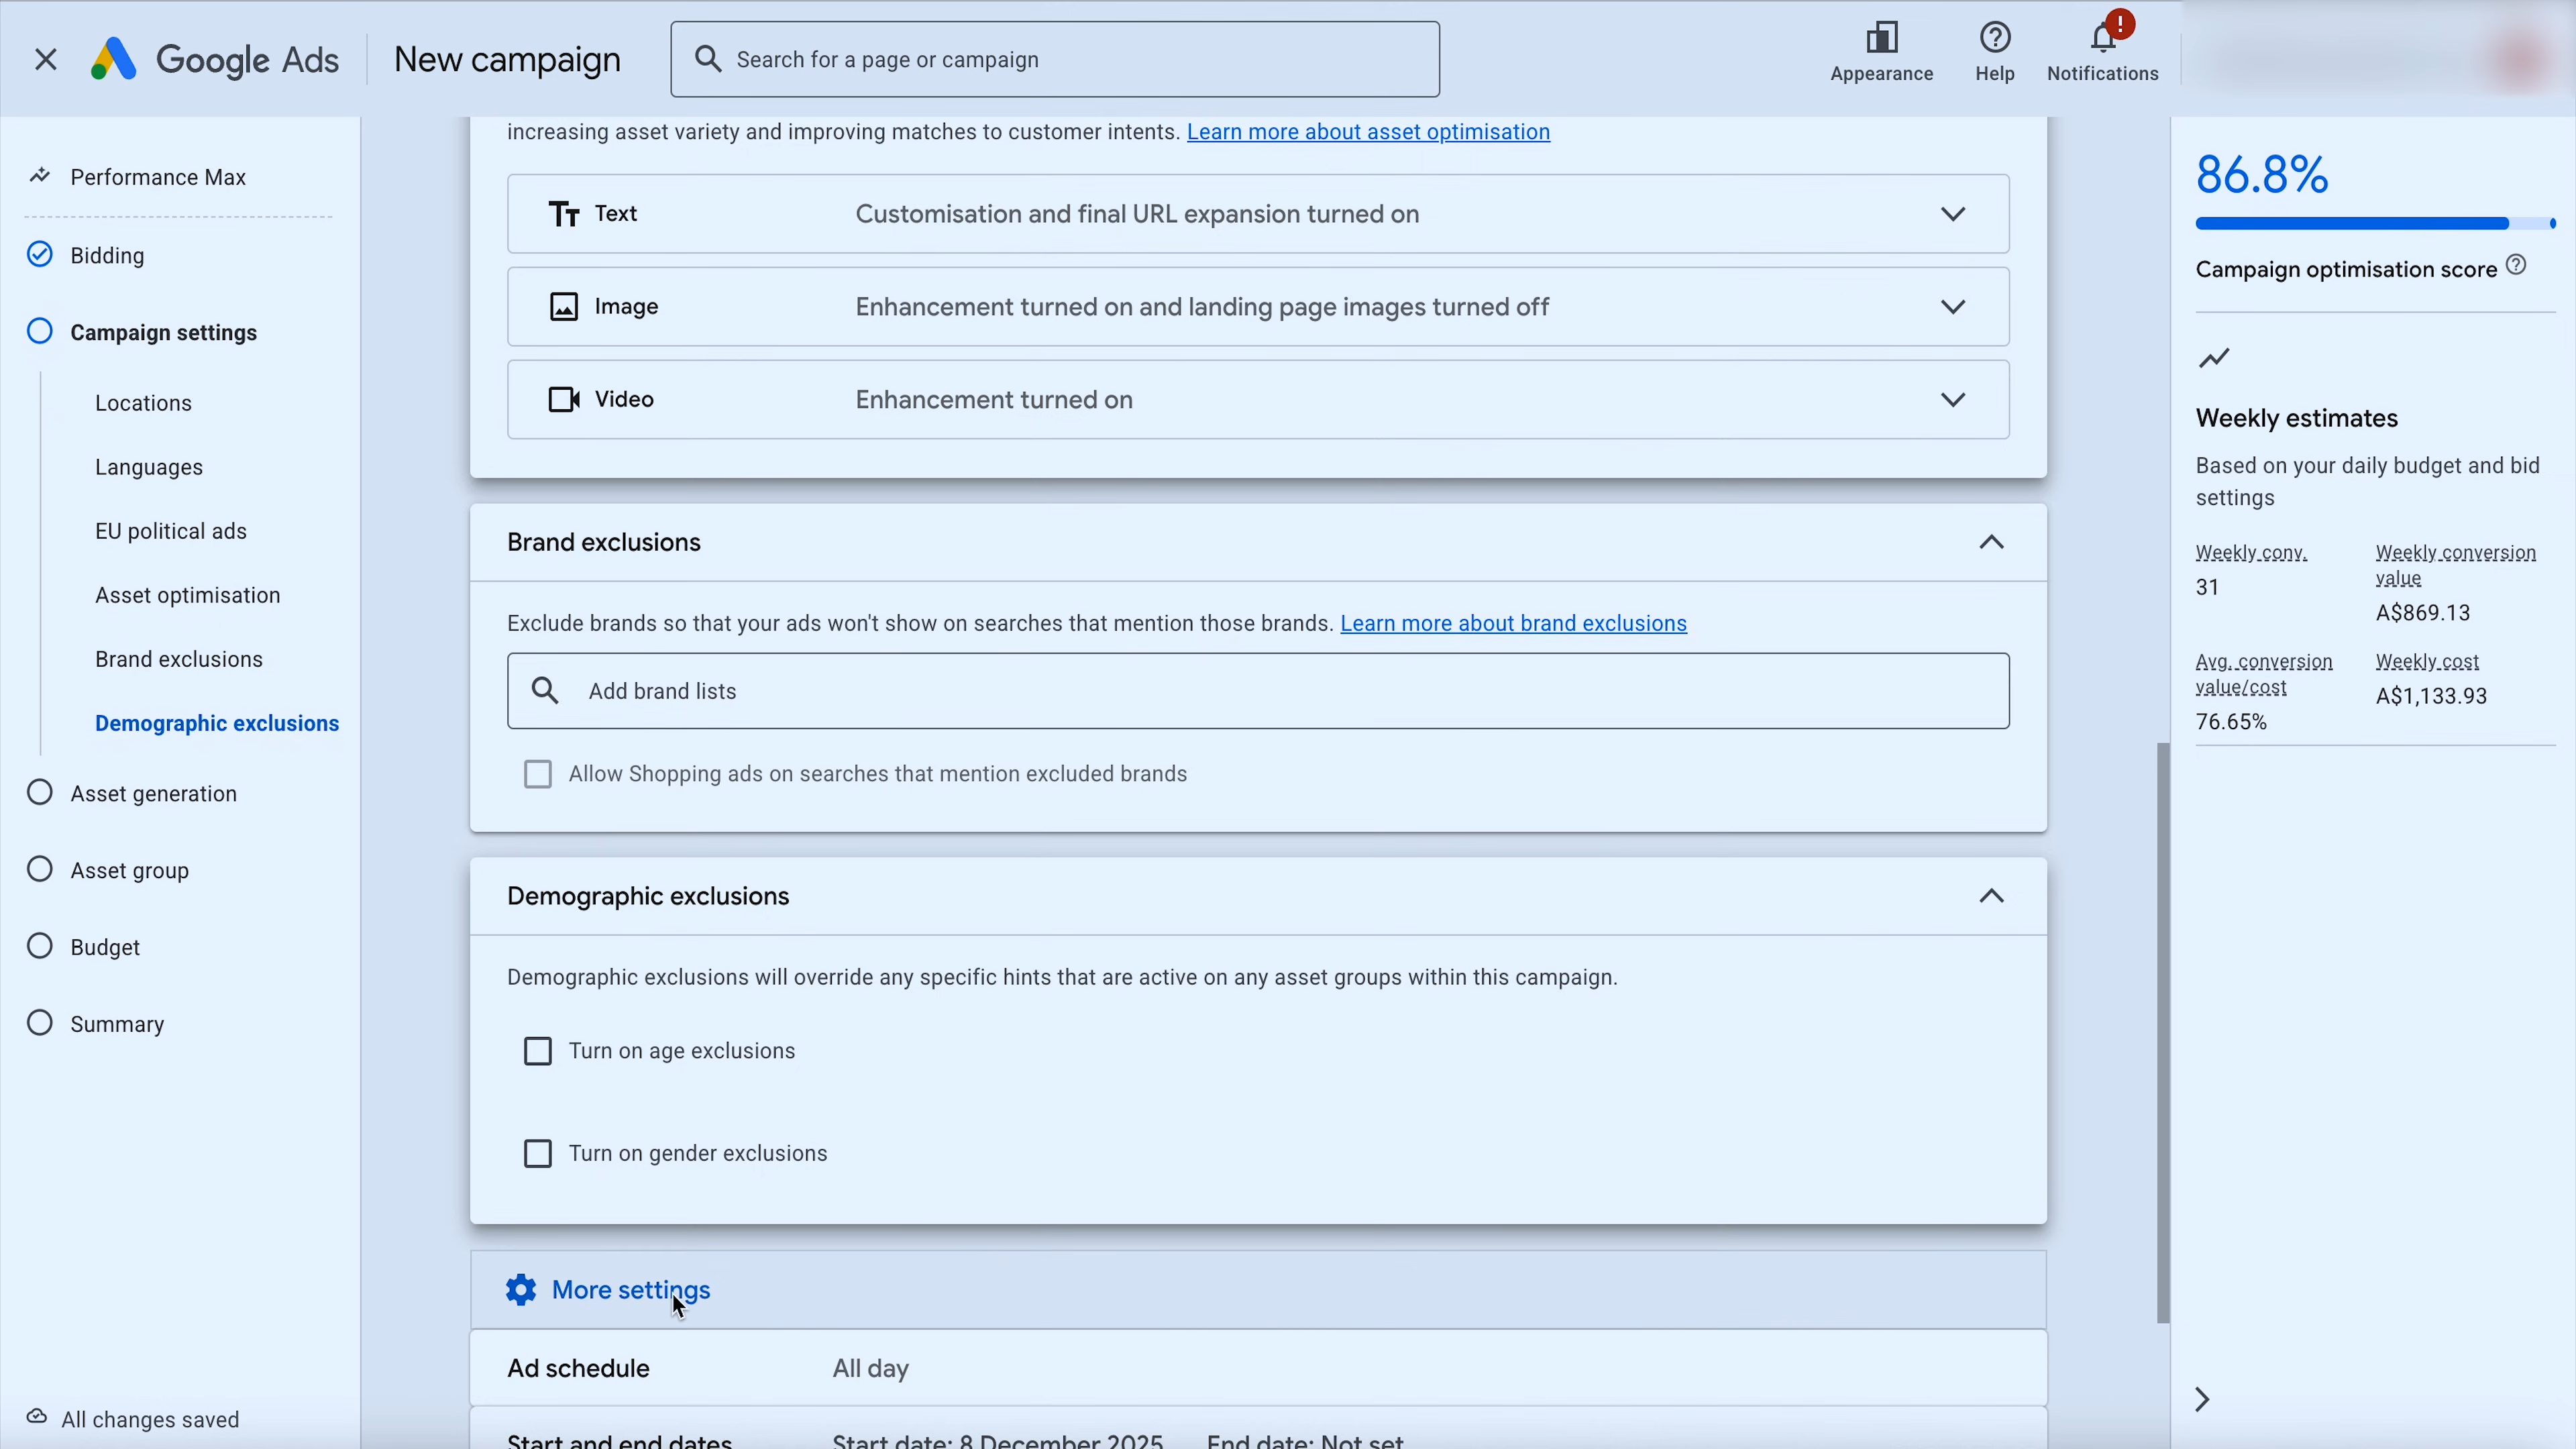 Google Ads
New campaign
Search for a page or campaign
Appearance
Help
!
Notifications
Performance Max
Bidding
Campaign settings
Locations
Languages
EU political ads
Asset optimisation
Brand exclusions
Demographic exclusions
Asset generation
Asset group
Budget
Summary
All changes saved
increasing asset variety and improving matches to customer intents. Learn more about asset optimisation
Text Customisation and final URL expansion turned on
Image Enhancement turned on and landing page images turned off
Video Enhancement turned on
Brand exclusions
Exclude brands so that your ads won't show on searches that mention those brands. Learn more about brand exclusions
Add brand lists
Allow Shopping ads on searches that mention excluded brands
Demographic exclusions
Demographic exclusions will override any specific hints that are active on any asset groups within this campaign.
Turn on age exclusions
Turn on gender exclusions
More settings
Ad schedule All day
Start and end dates Start date: 8 December 2025 End date: Not set
86.8%
Campaign optimisation score
Weekly estimates
Based on your daily budget and bid
settings
Weekly conv.
31
Weekly conversion
value
A$869.13
Avg. conversion
value/cost
76.65%
Weekly cost
A$1,133.93